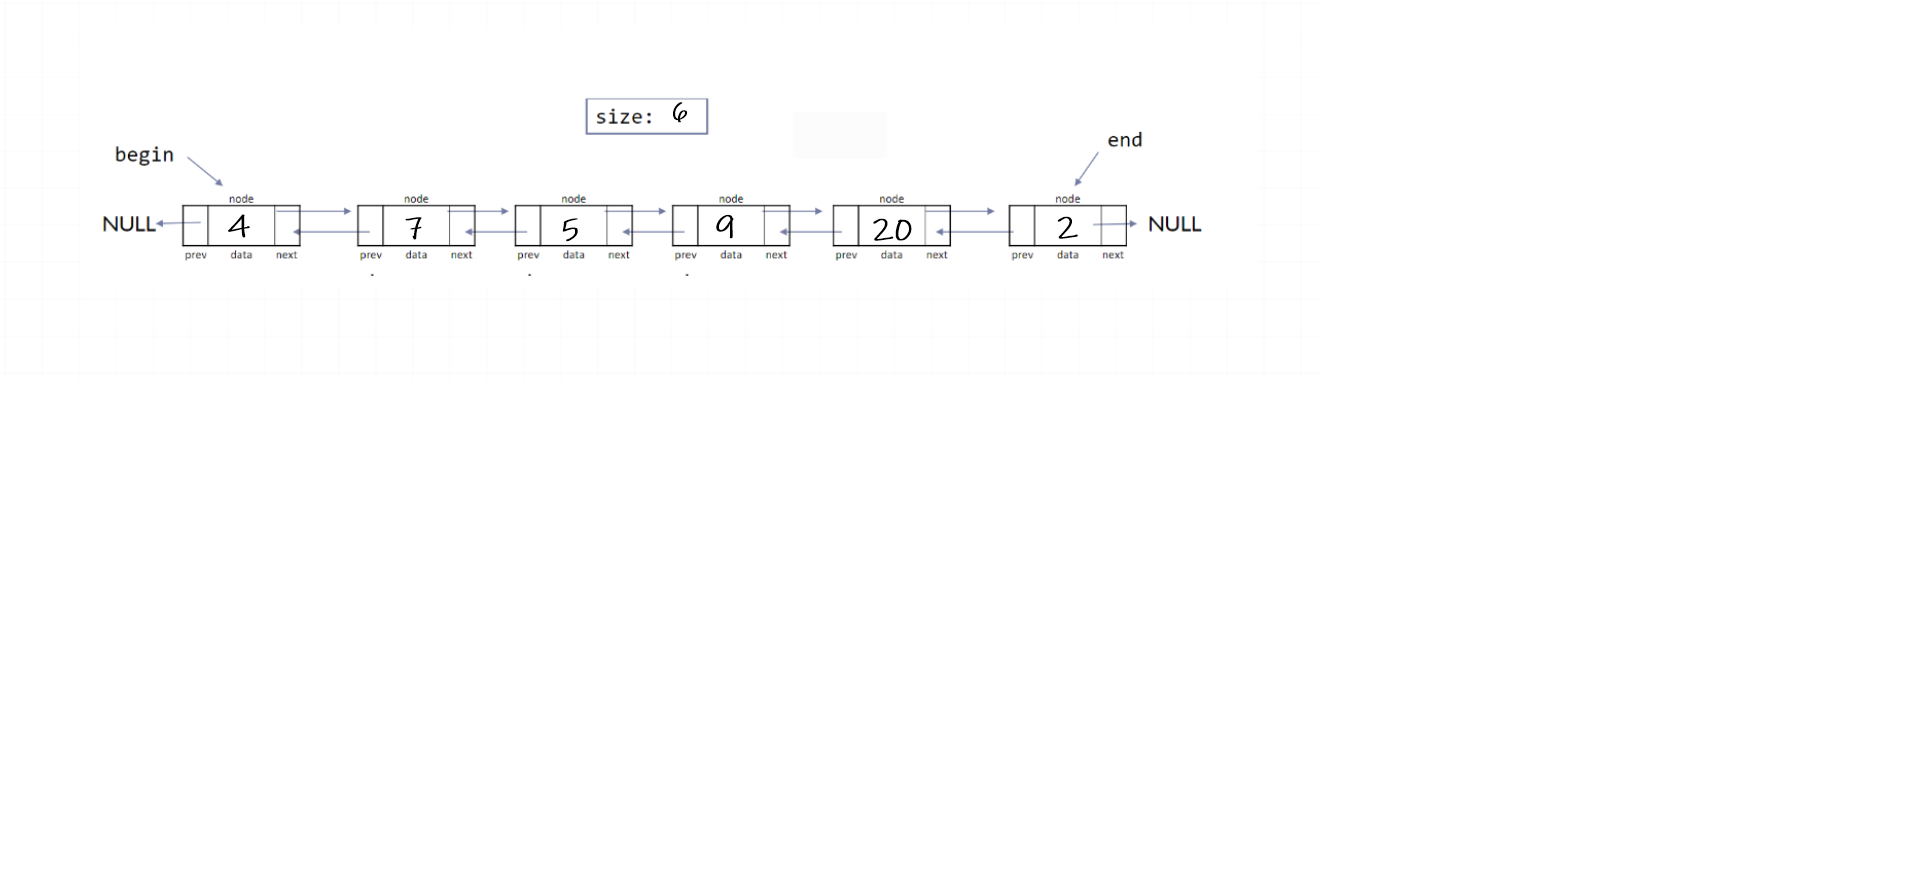 size: 6
begin
end
node node node node node node
NULL 4 7 5 9 20 2 NULL
prev data next prev data next prev data next prev data next prev data next prev data next